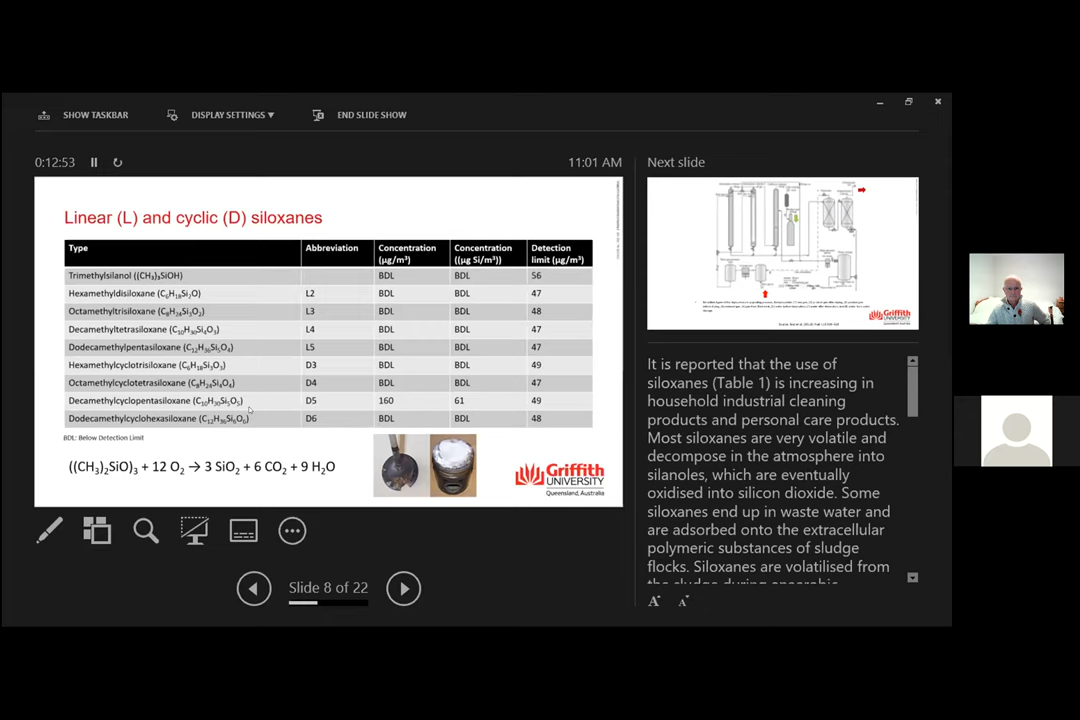 SHOW TASKBAR DISPLAY SETTINGS ▼ END SLIDE SHOW
0:12:53 11:01 AM
Linear (L) and cyclic (D) siloxanes
Type Abbreviation Concentration (µg/m³) Concentration ((µg Si/m³)) Detection limit (µg/m³)
Trimethylsilanol ((CH₃)₃SiOH) BDL BDL 56
Hexamethyldisiloxane (C₆H₁₈Si₂O) L2 BDL BDL 47
Octamethyltrisiloxane (C₈H₂₄Si₃O₂) L3 BDL BDL 48
Decamethyltetrasiloxane (C₁₀H₃₀Si₄O₃) L4 BDL BDL 47
Dodecamethylpentasiloxane (C₁₂H₃₆Si₅O₄) L5 BDL BDL 47
Hexamethylcyclotrisiloxane (C₆H₁₈Si₃O₃) D3 BDL BDL 49
Octamethylcyclotetrasiloxane (C₈H₂₄Si₄O₄) D4 BDL BDL 47
Decamethylcyclopentasiloxane (C₁₀H₃₀Si₅O₅) D5 160 61 49
Dodecamethylcyclohexasiloxane (C₁₂H₃₆Si₆O₆) D6 BDL BDL 48
BDL: Below Detection Limit
((CH₃)₂SiO)₃ + 12 O₂ → 3 SiO₂ + 6 CO₂ + 9 H₂O
Griffith
UNIVERSITY
Queensland, Australia
Slide 8 of 22
Next slide
Griffith
UNIVERSITY
It is reported that the use of
siloxanes (Table 1) is increasing in
household industrial cleaning
products and personal care products.
Most siloxanes are very volatile and
decompose in the atmosphere into
silanoles, which are eventually
oxidised into silicon dioxide. Some
siloxanes end up in waste water and
are adsorbed onto the extracellular
polymeric substances of sludge
flocks. Siloxanes are volatilised from
the sludge during anaerobic
A A